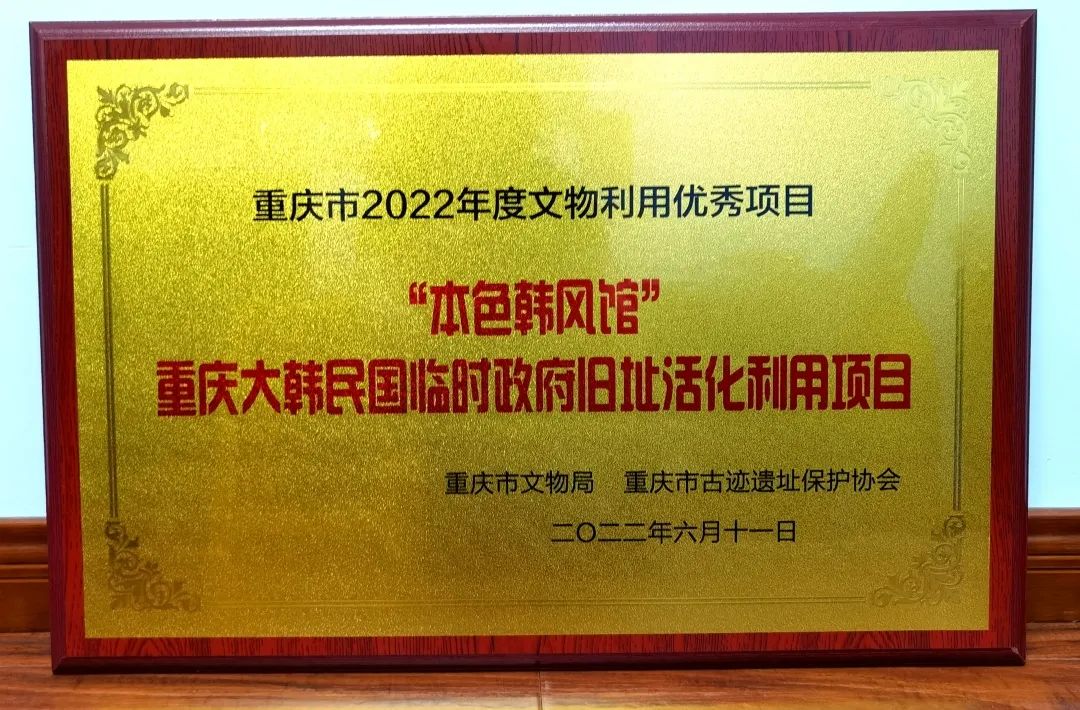 重庆市2022年度文物利用优秀项目
“本色韩风馆”
重庆大韩民国临时政府旧址活化利用项目
重庆市文物局 重庆市古迹遗址保护协会
二〇二二年六月十一日